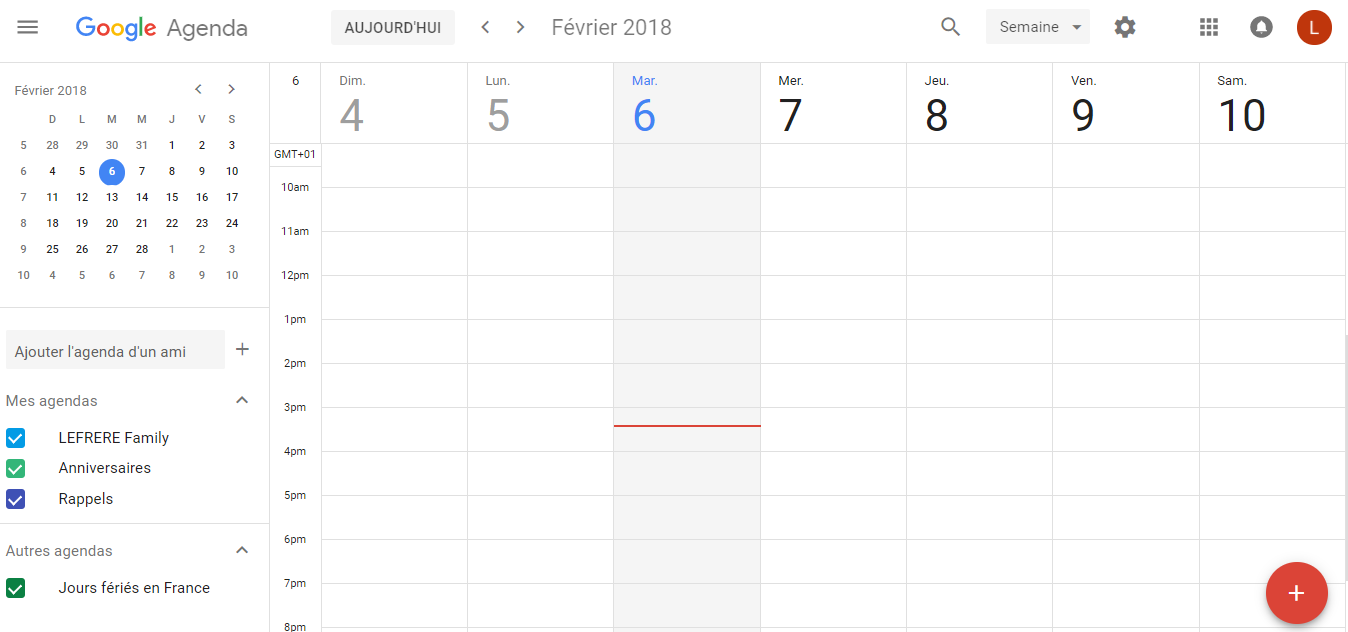 Google Agenda
AUJOURD'HUI
Février 2018
Semaine
L
Février 2018
D L M M J V S
5 28 29 30 31 1 2 3
6 4 5 6 7 8 9 10
7 11 12 13 14 15 16 17
8 18 19 20 21 22 23 24
9 25 26 27 28 1 2 3
10 4 5 6 7 8 9 10
Ajouter l'agenda d'un ami
Mes agendas
LEFRERE Family
Anniversaires
Rappels
Autres agendas
Jours fériés en France
6 Dim. Lun. Mar. Mer. Jeu. Ven. Sam.
4 5 6 7 8 9 10
GMT+01
10am
11am
12pm
1pm
2pm
3pm
4pm
5pm
6pm
7pm
8pm